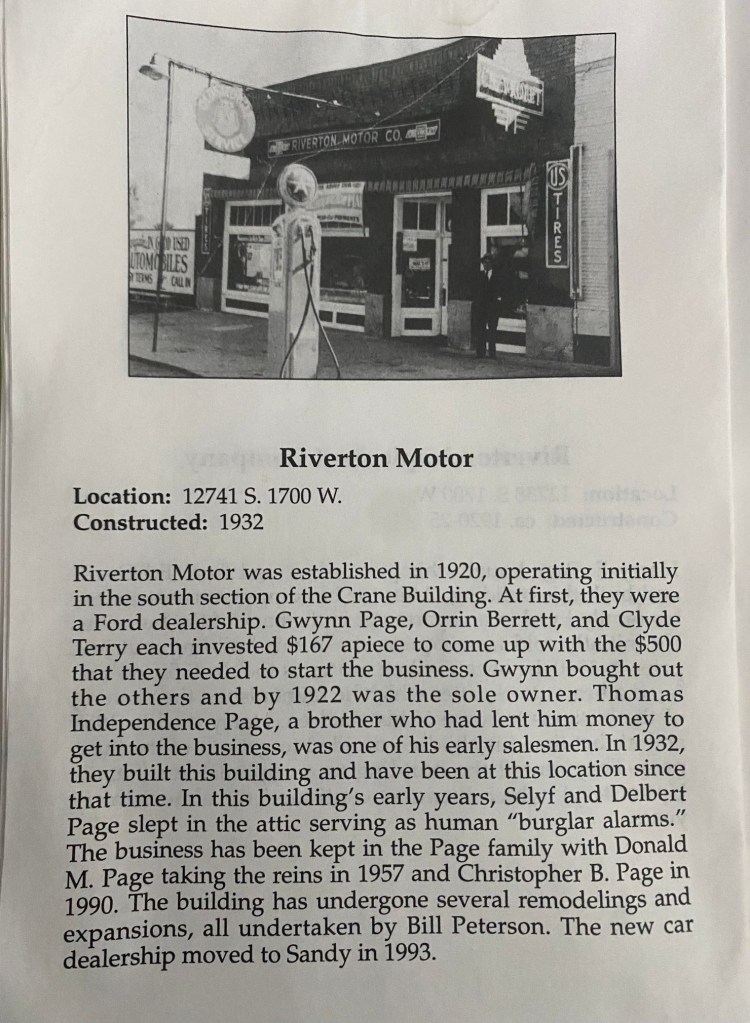 RIVERTON MOTOR CO.
US
TIRES
USED
CALL IN
Riverton Motor
Location: 12741 S. 1700 W.
Constructed: 1932
Riverton Motor was established in 1920, operating initially
in the south section of the Crane Building. At first, they were
a Ford dealership. Gwynn Page, Orrin Berrett, and Clyde
Terry each invested $167 apiece to come up with the $500
that they needed to start the business. Gwynn bought out
the others and by 1922 was the sole owner. Thomas
Independence Page, a brother who had lent him money to
get into the business, was one of his early salesmen. In 1932,
they built this building and have been at this location since
that time. In this building's early years, Selyf and Delbert
Page slept in the attic serving as human "burglar alarms."
The business has been kept in the Page family with Donald
M. Page taking the reins in 1957 and Christopher B. Page in
1990. The building has undergone several remodelings and
expansions, all undertaken by Bill Peterson. The new car
dealership moved to Sandy in 1993.